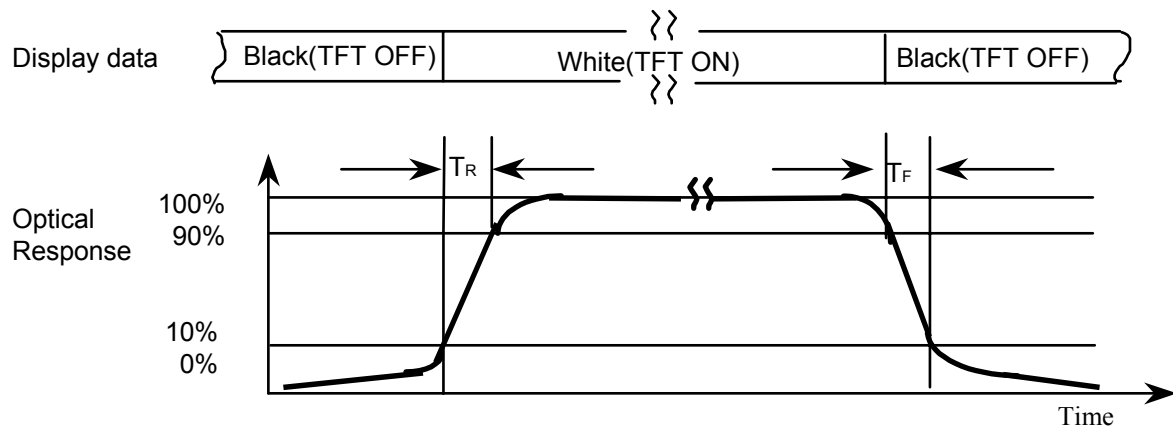 Display data
Black(TFT OFF)
White(TFT ON)
Black(TFT OFF)
TR
TF
Optical
Response
100%
90%
10%
0%
Time